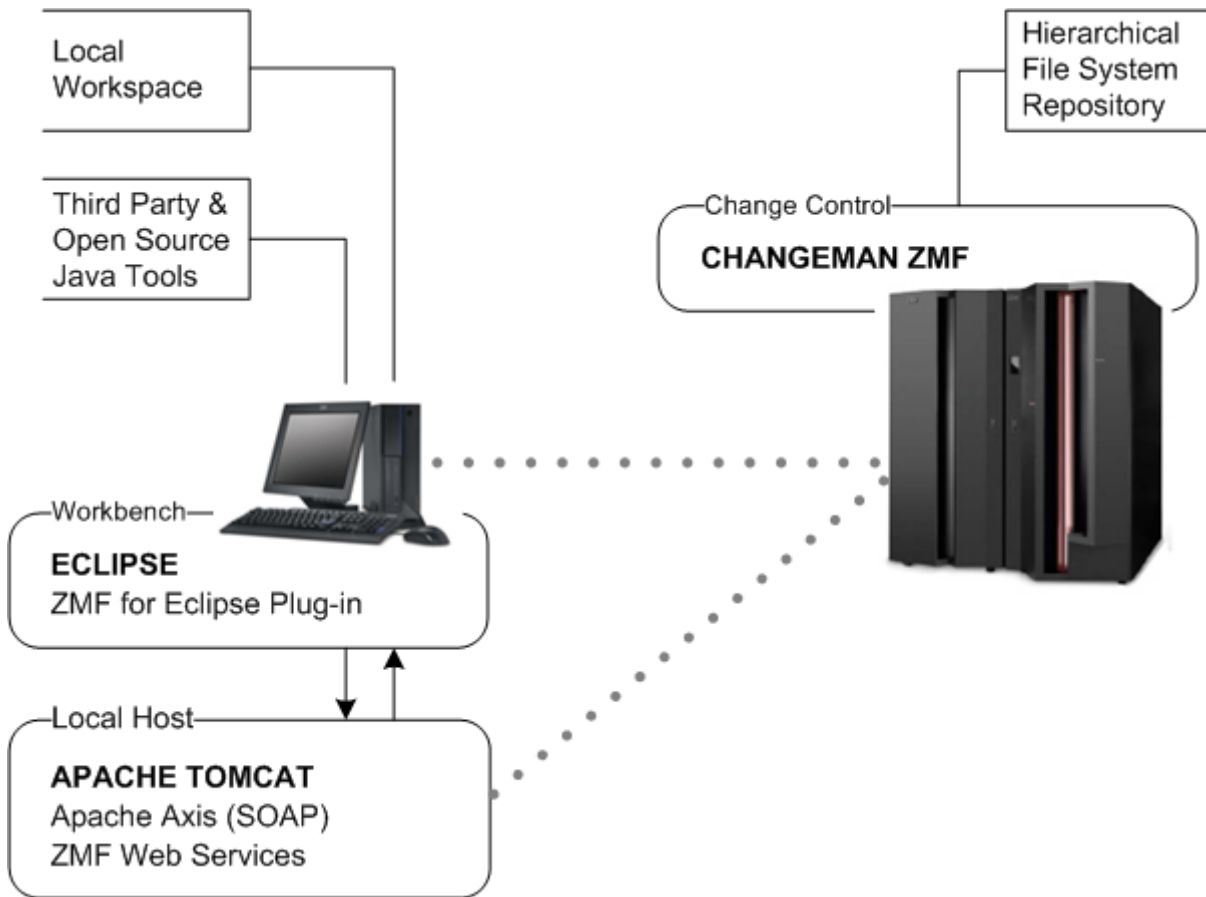 Local
Workspace
Hierarchical
File System
Repository
Third Party &
Open Source
Java Tools
Change Control
CHANGEMAN ZMF
Workbench
ECLIPSE
ZMF for Eclipse Plug-in
Local Host
APACHE TOMCAT
Apache Axis (SOAP)
ZMF Web Services